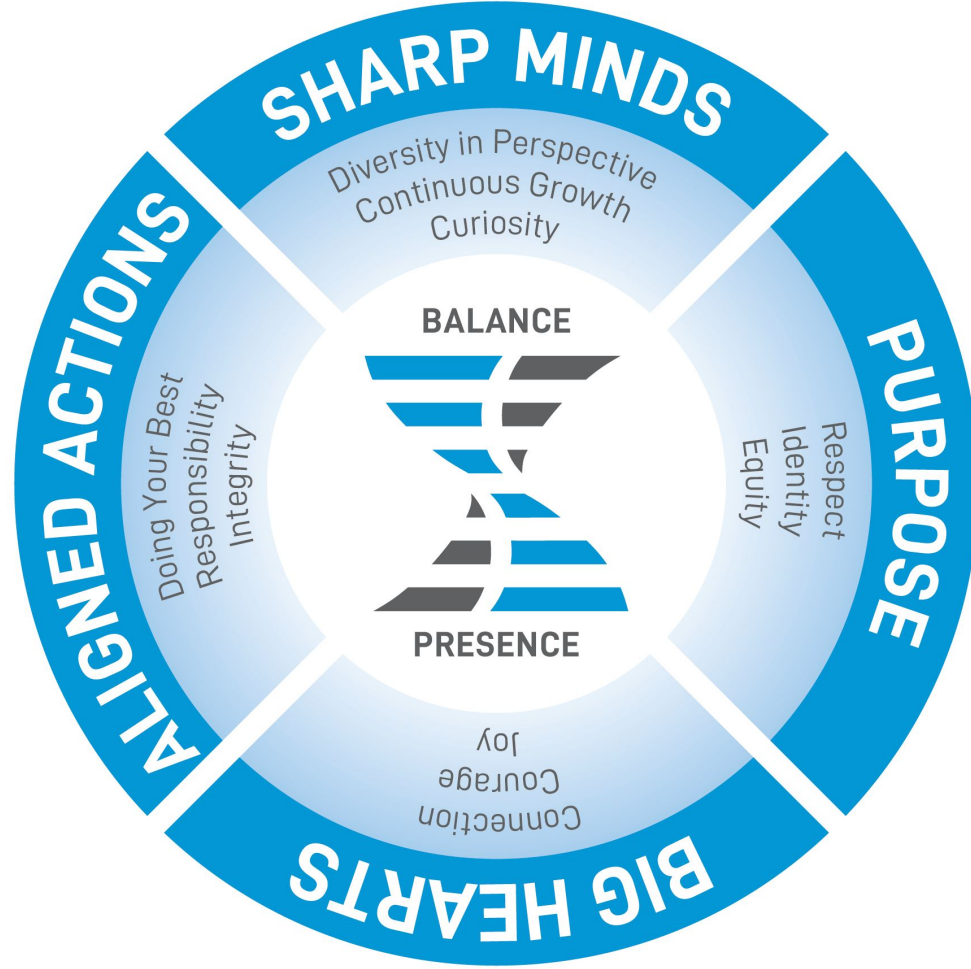 SHARP MINDS
Diversity in Perspective
Continuous Growth
Curiosity
PURPOSE
Respect
Identity
Equity
BIG HEARTS
Connection
Courage
Joy
ALIGNED ACTIONS
Doing Your Best
Responsibility
Integrity
BALANCE
PRESENCE